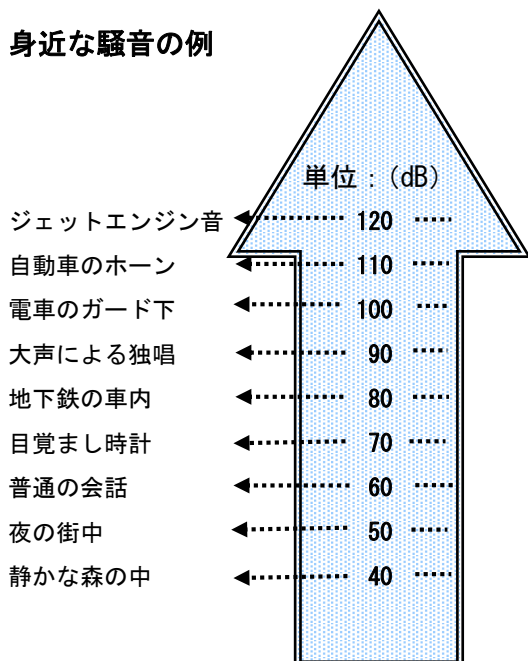 身近な騒音の例
単位：(dB)
ジェットエンジン音 120
自動車のホーン 110
電車のガード下 100
大声による独唱 90
地下鉄の車内 80
目覚まし時計 70
普通の会話 60
夜の街中 50
静かな森の中 40